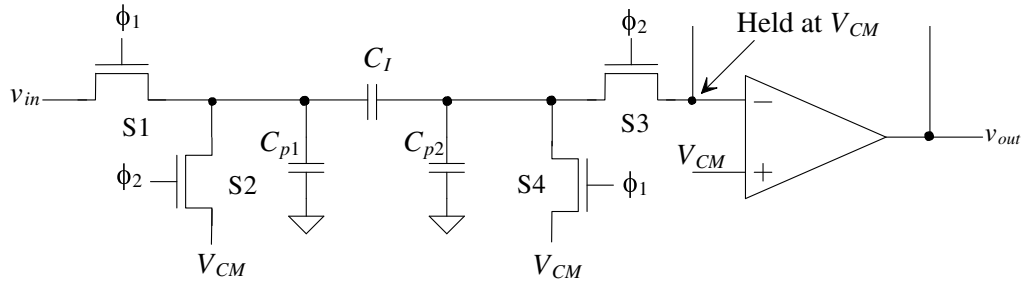 ϕ1
ϕ2
Held at VCM
CI
vin
S1
S3
−
Cp1
Cp2
vout
VCM
+
ϕ2
S2
S4
ϕ1
VCM
VCM